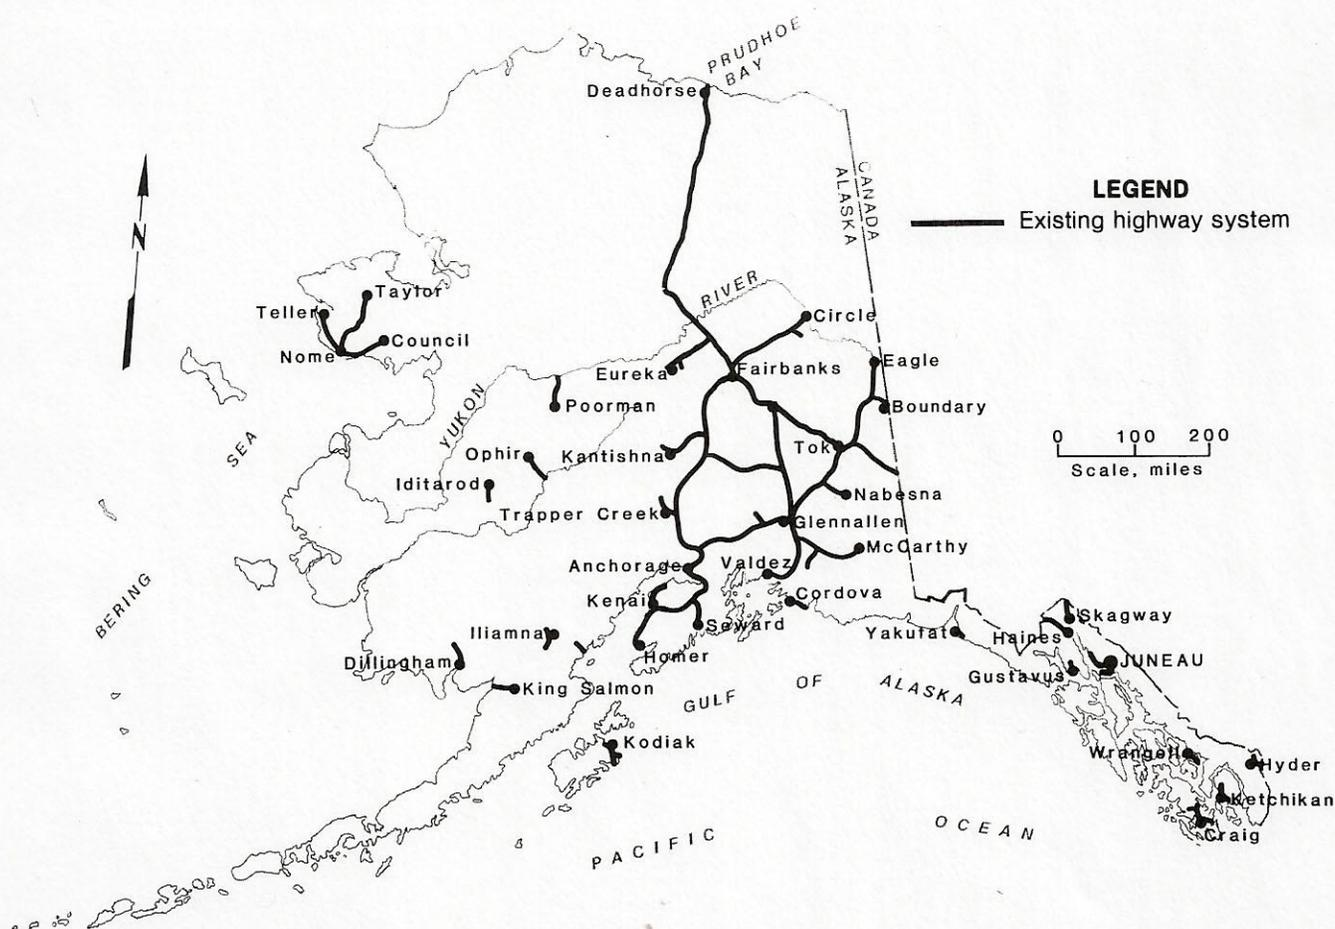 PRUDHOE
BAY
Deadhorse
CANADA
ALASKA
N
LEGEND
Existing highway system
RIVER
Taylor
Teller
Circle
Council
Nome
Eagle
Fairbanks
Eureka
Poorman
Boundary
YUKON
SEA
0 100 200
Scale, miles
Tok
Ophir
Kantishna
Iditarod
Nabesna
Trapper Creek
Glennallen
McCarthy
Anchorage
Valdez
Cordova
Kenai
BERING
Skagway
Seward
Yakutat
Haines
Iliamna
Homer
Dillingham
JUNEAU
Gustavus
King Salmon
GULF OF ALASKA
Kodiak
Wrangell
Hyder
Ketchikan
Craig
PACIFIC OCEAN